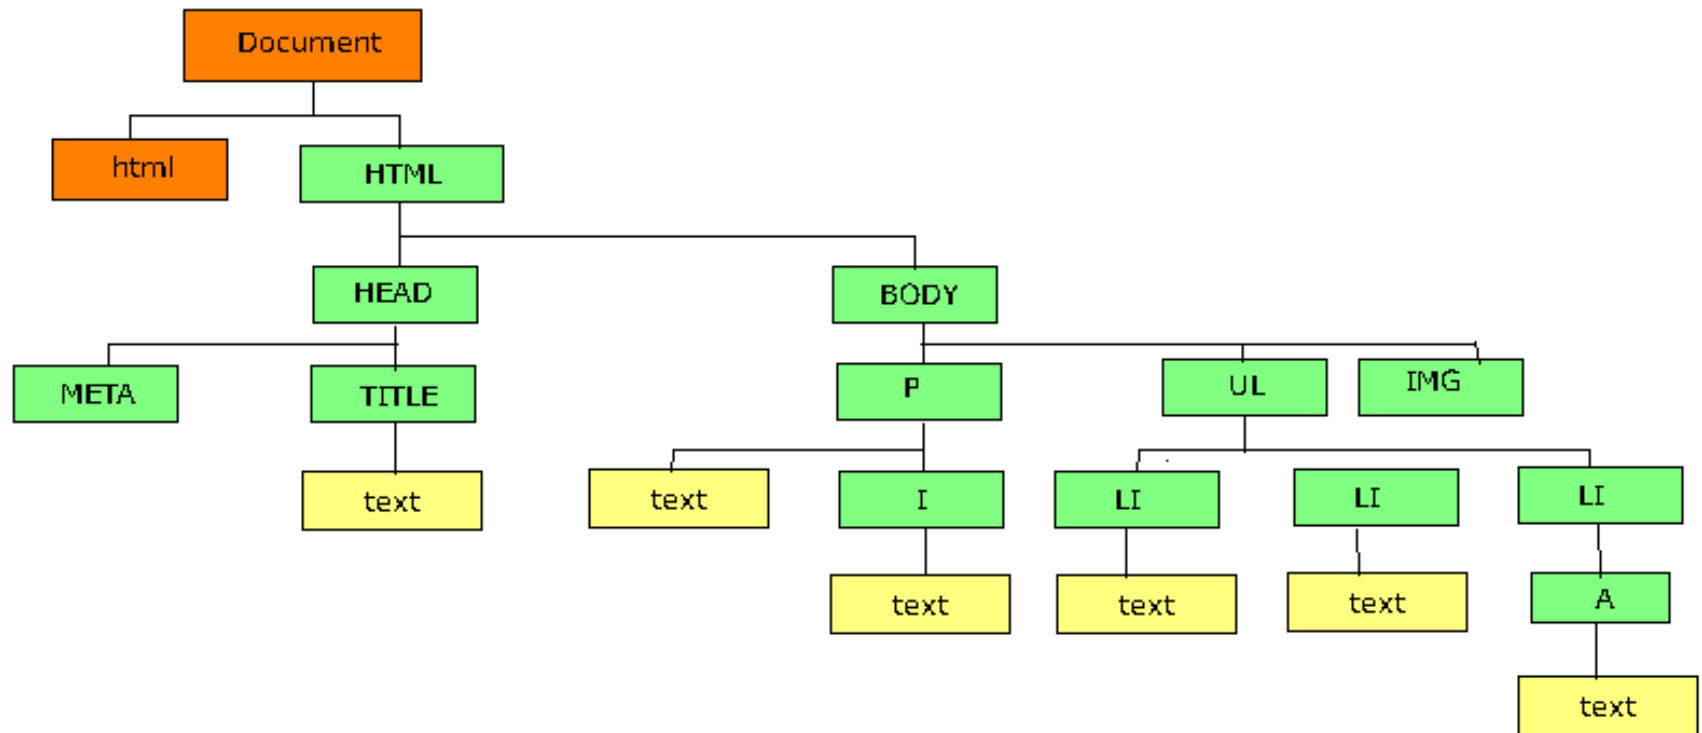 Document
html
HTML
HEAD
BODY
META
TITLE
P
UL
IMG
text
text
I
LI
LI
LI
text
text
text
A
text